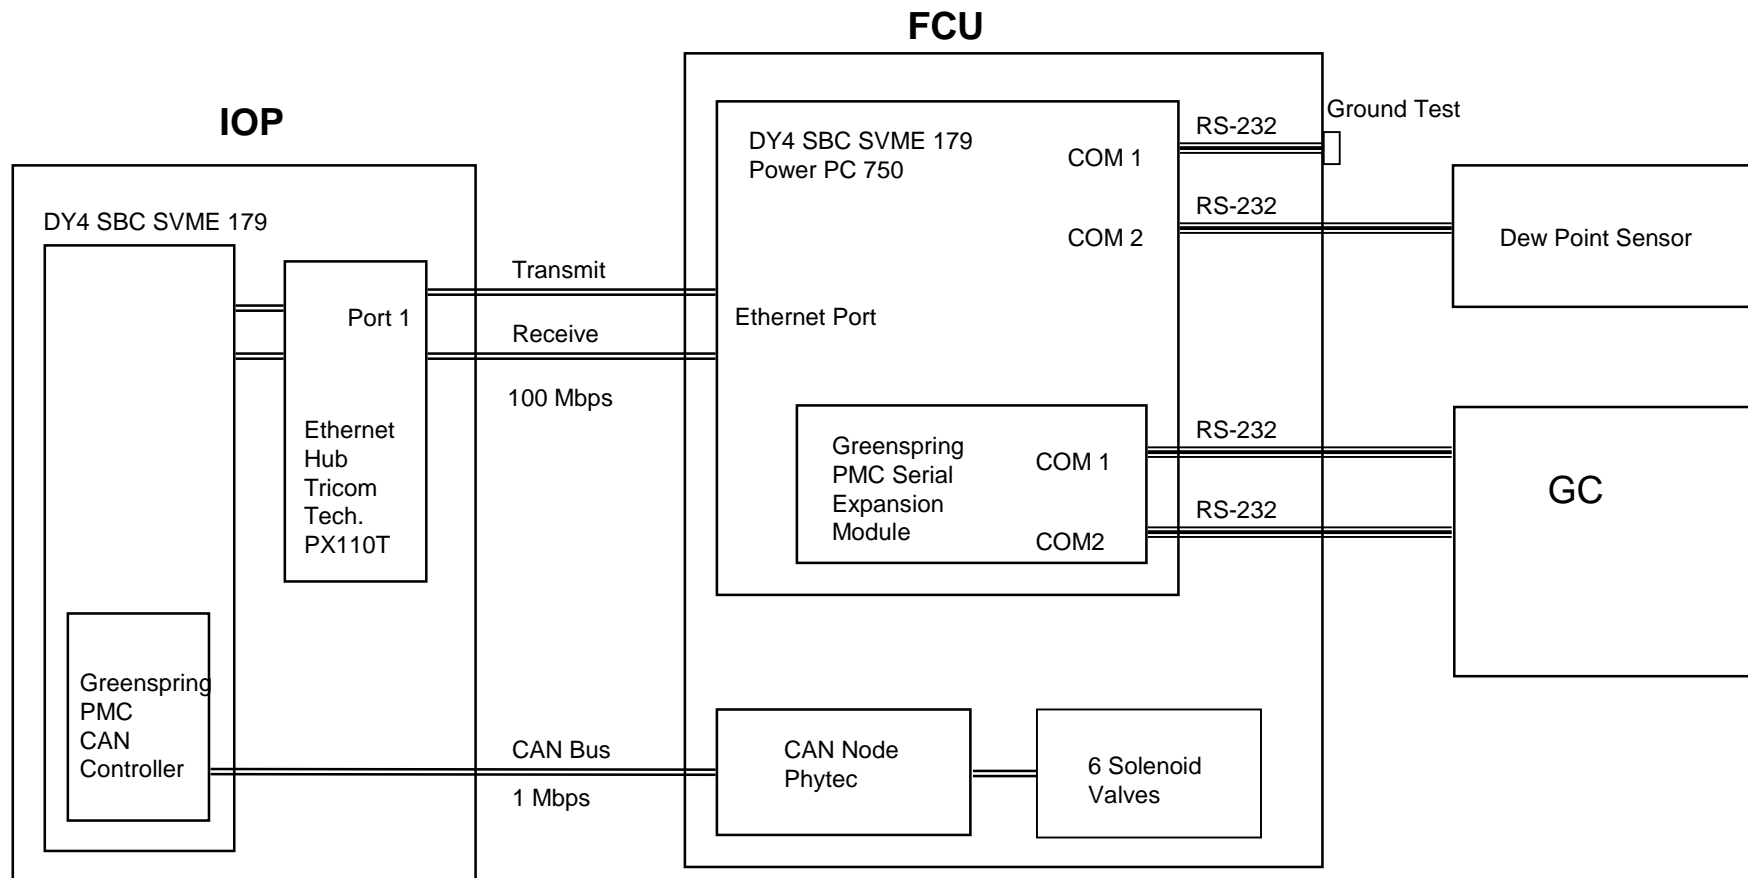 FCU
IOP
DY4 SBC SVME 179
Port 1
Ethernet
Hub
Tricom
Tech.
PX110T
Greenspring
PMC
CAN
Controller
Transmit
Receive
100 Mbps
CAN Bus
1 Mbps
DY4 SBC SVME 179
Power PC 750
COM 1
COM 2
Ethernet Port
Greenspring
PMC Serial
Expansion
Module
COM 1
COM2
CAN Node
Phytec
6 Solenoid
Valves
RS-232
Ground Test
RS-232
Dew Point Sensor
RS-232
RS-232
GC